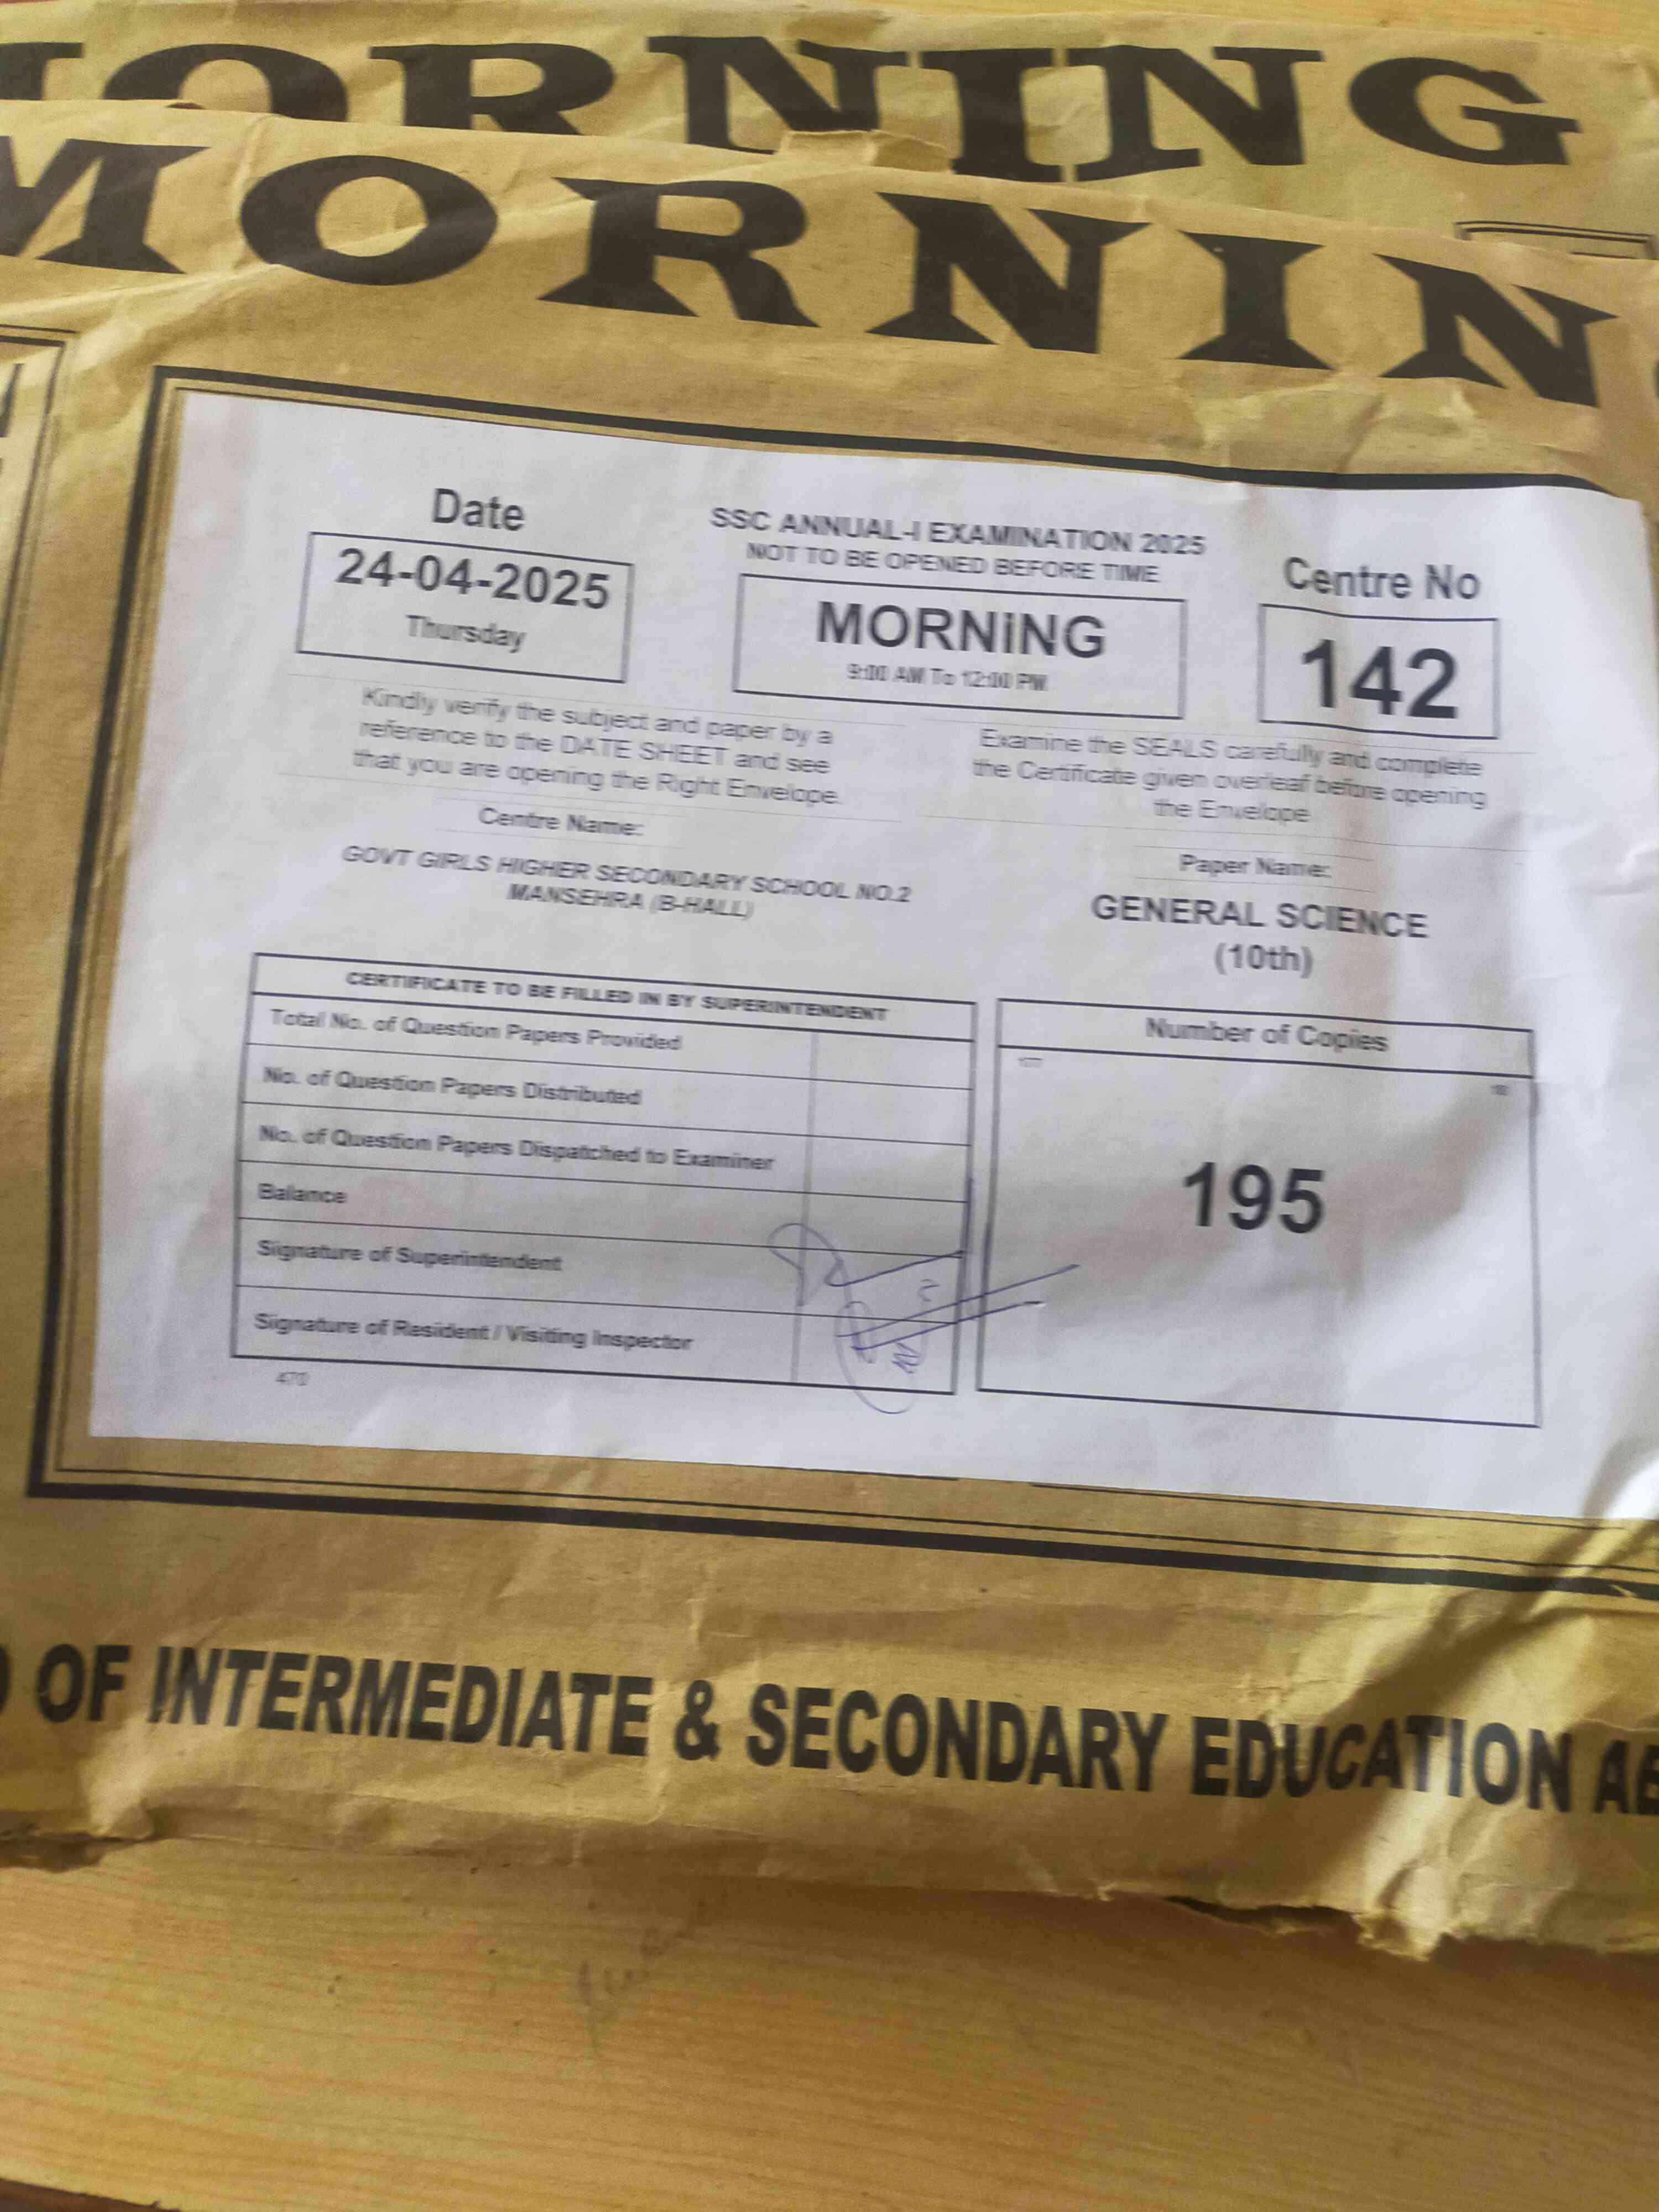 ORNING
MORNIN
Date
24-04-2025
Thursday
SSC ANNUAL-I EXAMINATION 2025
NOT TO BE OPENED BEFORE TIME
MORNiNG
9:00 AM To 12:00 PM
Centre No
142
Kindly verify the subject and paper by a
reference to the DATE SHEET and see
that you are opening the Right Envelope.
Examine the SEALS carefully and complete
the Certificate given overleaf before opening
the Envelope
Centre Name:
GOVT GIRLS HIGHER SECONDARY SCHOOL NO.2
MANSEHRA (B-HALL)
Paper Name:
GENERAL SCIENCE
(10th)
CERTIFICATE TO BE FILLED IN BY SUPERINTENDENT
Total No. of Question Papers Provided
No. of Question Papers Distributed
No. of Question Papers Dispatched to Examiner
Balance
Signature of Superintendent
Signature of Resident / Visiting Inspector
Number of Copies
195
470
OF INTERMEDIATE & SECONDARY EDUCATION